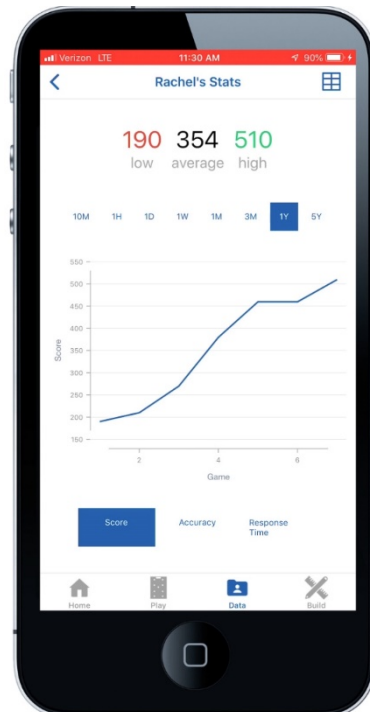 Verizon LTE 11:30 AM 90%
Rachel's Stats
190 354 510
low average high
10M 1H 1D 1W 1M 3M 1Y 5Y
550
500
450
400
350
300
250
200
150
Score
2 4 6
Game
Score Accuracy Response
Time
Home Play Data Build